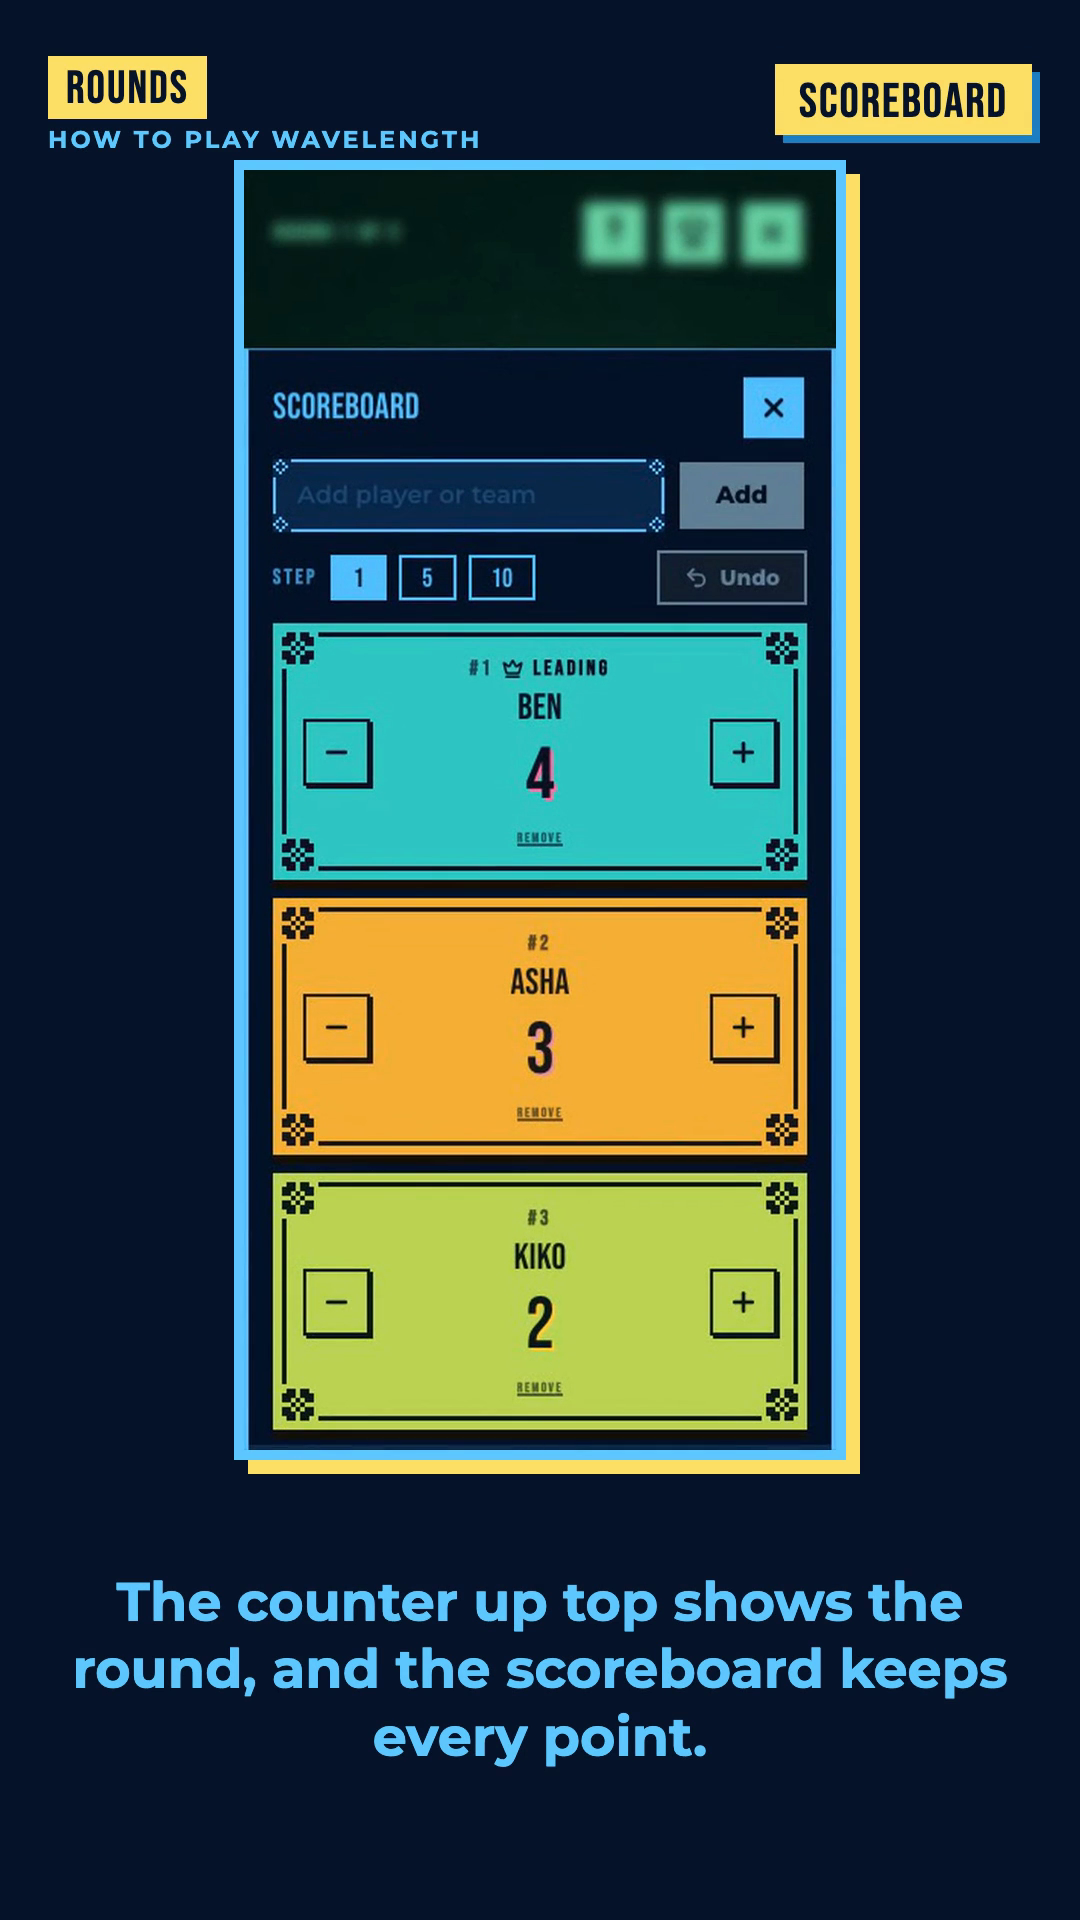 ROUNDS
HOW TO PLAY WAVELENGTH
SCOREBOARD
SCOREBOARD
Add player or team
Add
STEP 1 5 10
Undo
#1 LEADING
BEN
4
REMOVE
#2
ASHA
3
REMOVE
#3
KIKO
2
REMOVE
The counter up top shows the
round, and the scoreboard keeps
every point.